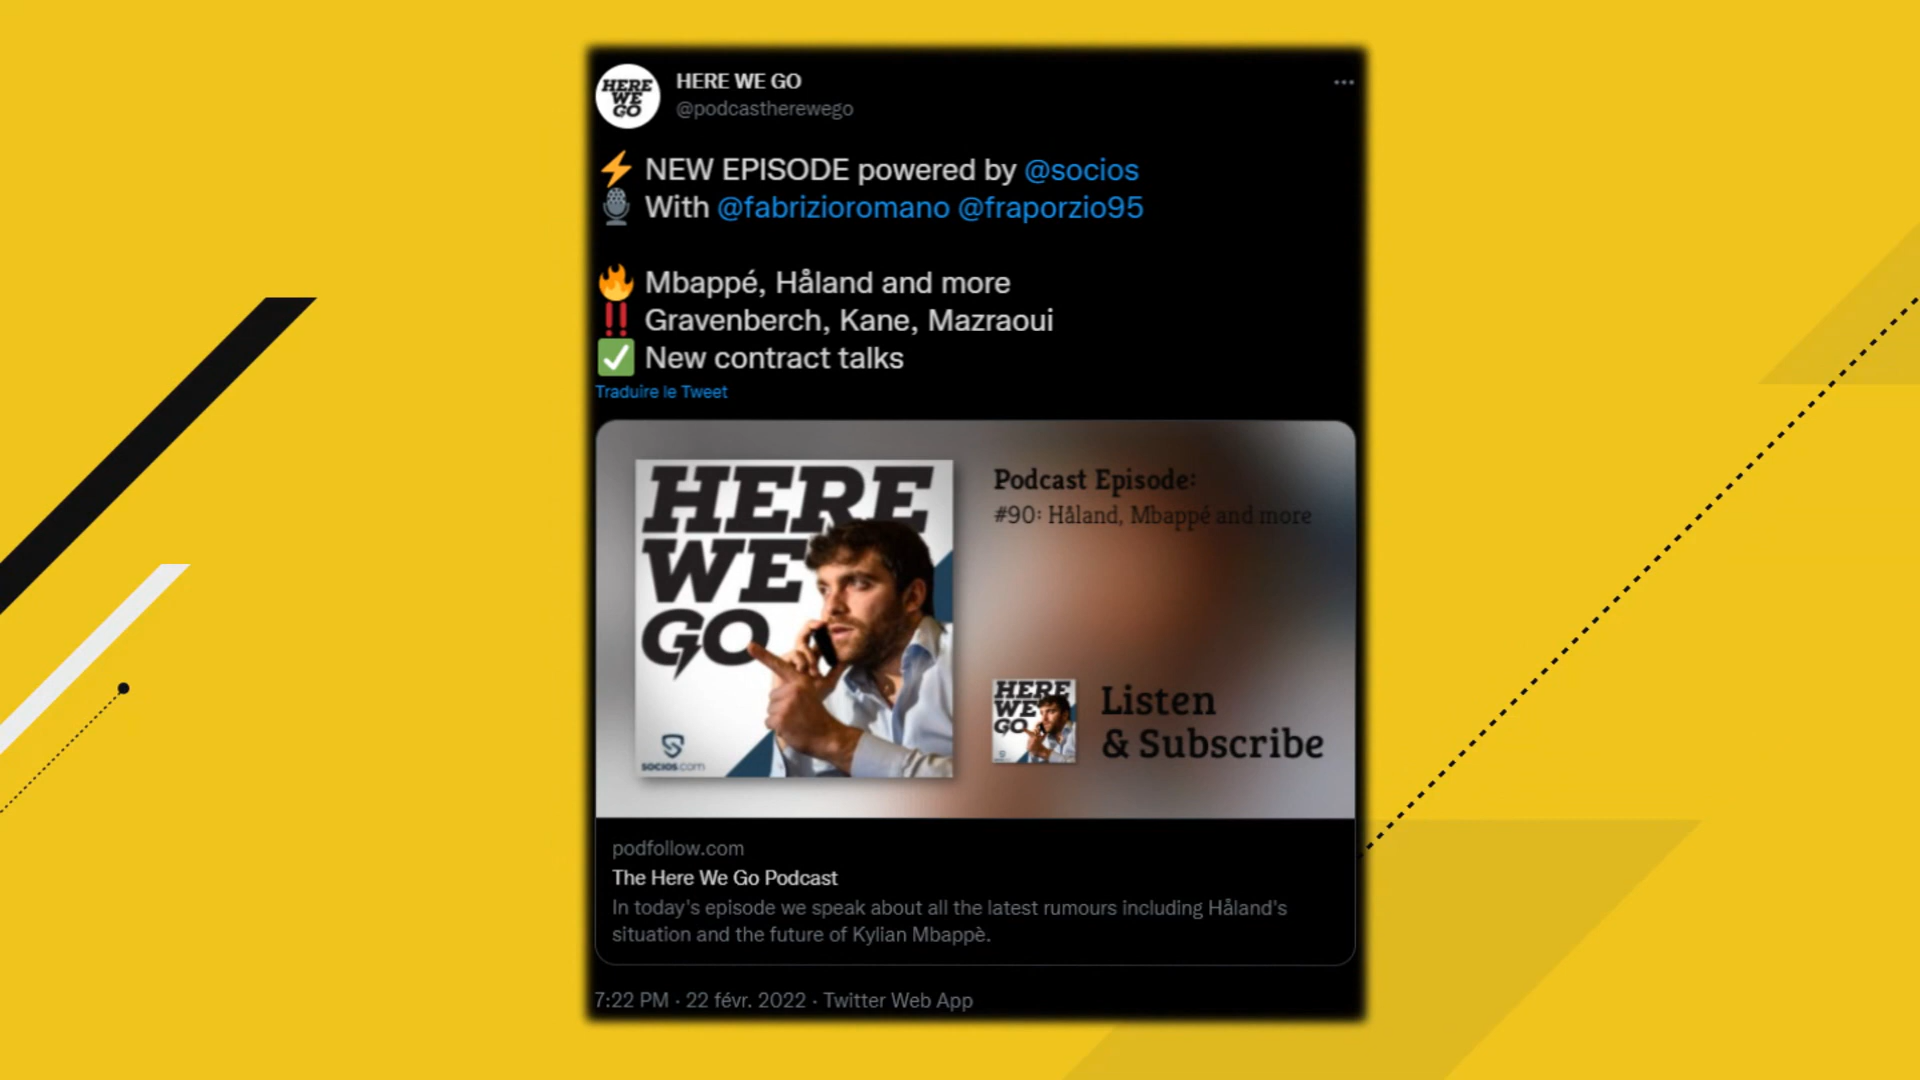 HERE
WE
GO
HERE WE GO
@podcastherewego
⚡ NEW EPISODE powered by @socios
🎙 With @fabrizioromano @fraporzio95
🔥 Mbappé, Håland and more
‼ Gravenberch, Kane, Mazraoui
✅ New contract talks
Traduire le Tweet
HERE
WE
GO
socios.com
Podcast Episode:
#90: Håland, Mbappé and more
HERE
WE
GO
Listen
& Subscribe
podfollow.com
The Here We Go Podcast
In today's episode we speak about all the latest rumours including Håland's
situation and the future of Kylian Mbappè.
7:22 PM · 22 févr. 2022 · Twitter Web App